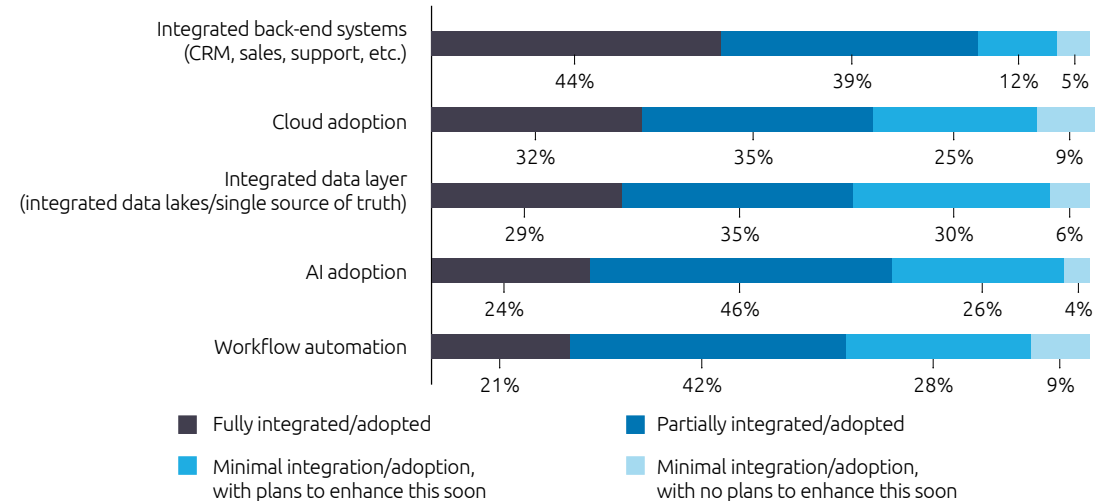 Integrated back-end systems
(CRM, sales, support, etc.)
44%
39%
12%
5%
Cloud adoption
32%
35%
25%
9%
Integrated data layer
(integrated data lakes/single source of truth)
29%
35%
30%
6%
AI adoption
24%
46%
26%
4%
Workflow automation
21%
42%
28%
9%
Fully integrated/adopted
Partially integrated/adopted
Minimal integration/adoption,
with plans to enhance this soon
Minimal integration/adoption,
with no plans to enhance this soon